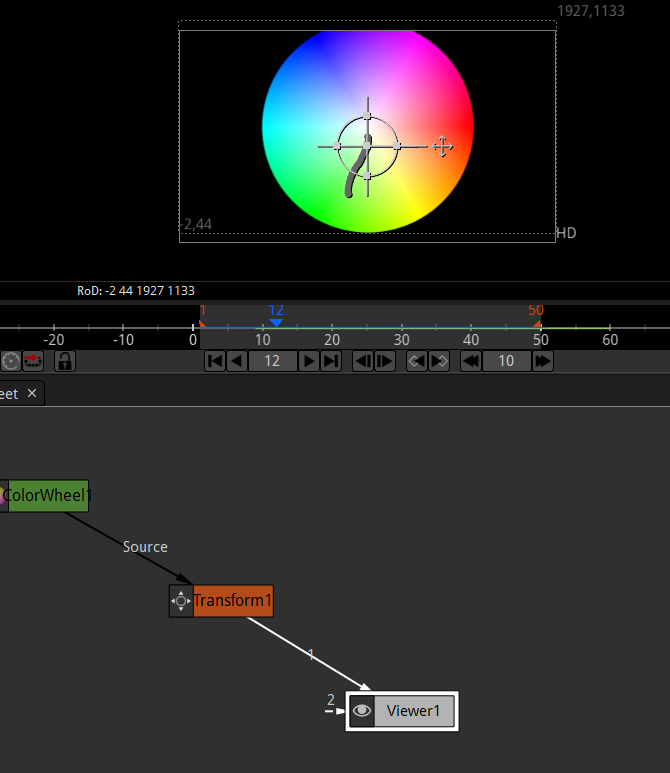 1927,1133
-2,44
HD
RoD: -2 44 1927 1133
1 12 50
-20 -10 0 10 20 30 40 50 60
12 10
eet ✕
ColorWheel1
Source
Transform1
1
2
Viewer1